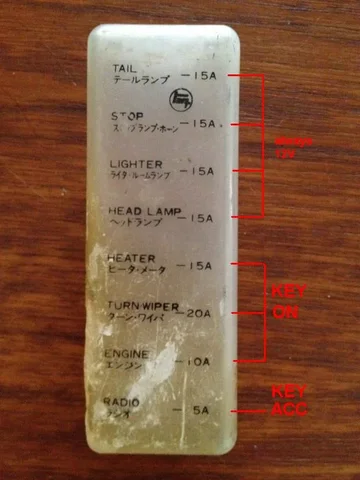 TAIL
テールランプ -15A
STOP
ストップランプ・ホーン -15A
LIGHTER
ライタ・ルームランプ -15A
HEAD LAMP
ヘッドランプ -15A
HEATER
ヒータ・メータ -15A
TURN・WIPER
ターン・ワイパ -20A
ENGINE
エンジン -10A
RADIO
ラジオ -5A
KEY
ON
KEY
ACC